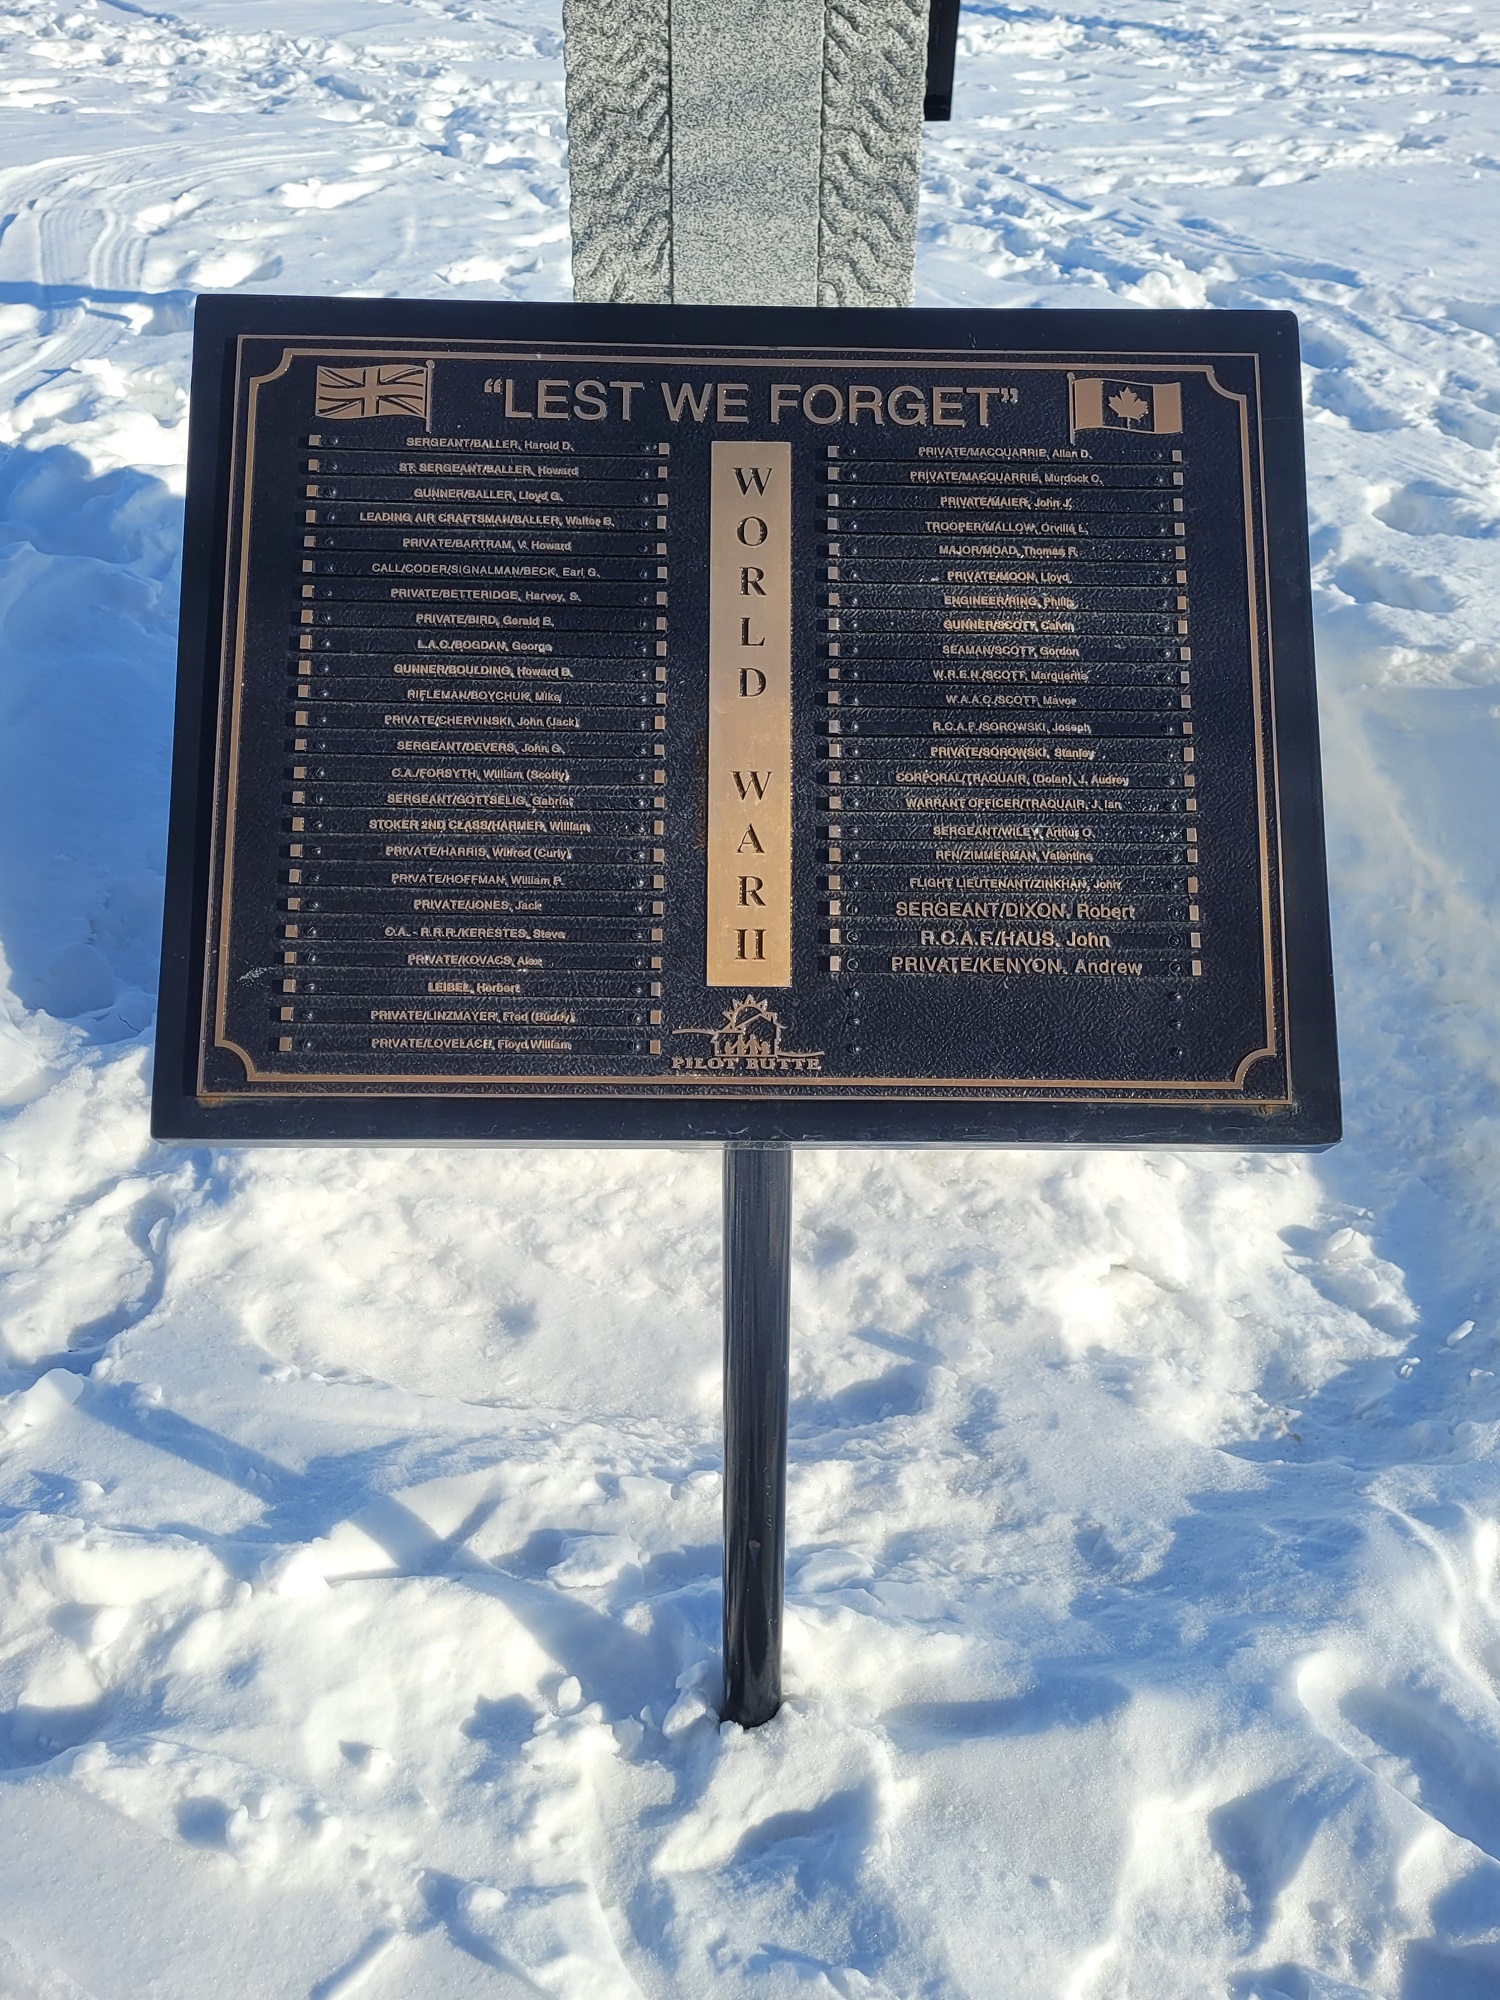 “LEST WE FORGET”
SERGEANT/BALLER, Harold D.
ST. SERGEANT/BALLER, Howard
GUNNER/BALLER, Lloyd G.
LEADING AIR CRAFTSMAN/BALLER, Walter B.
PRIVATE/BARTRAM, V. Howard
CALL/CODER/SIGNALMAN/BECK, Earl G.
PRIVATE/BETTERIDGE, Harvey, S.
PRIVATE/BIRD, Gerald E.
L.A.C./BOGDAN, George
GUNNER/BOULDING, Howard B.
RIFLEMAN/BOYCHUK, Mike
PRIVATE/CHERVINSKI, John (Jack)
SERGEANT/DEVERS, John G.
C.A./FORSYTH, William (Scotty)
SERGEANT/GOTTSELIG, Gabriel
STOKER 2ND CLASS/HARMER, William
PRIVATE/HARRIS, Wilfred (Curly)
PRIVATE/HOFFMAN, William P.
PRIVATE/JONES, Jack
C.A. - R.R.R./KERESTES, Steve
PRIVATE/KOVACS, Alex
LEIBEL, Herbert
PRIVATE/LINZMAYER, Fred (Buddy)
PRIVATE/LOVELACE, Floyd William
WORLD
WAR
II
PILOT BUTTE
PRIVATE/MACQUARRIE, Allan D.
PRIVATE/MACQUARRIE, Murdock C.
PRIVATE/MAIER, John J.
TROOPER/MALLOW, Orville L.
MAJOR/MOAD, Thomas R.
PRIVATE/MOON, Lloyd
ENGINEER/RING, Philip
GUNNER/SCOTT, Calvin
SEAMAN/SCOTT, Gordon
W.R.E.N./SCOTT, Marguerite
W.A.A.C./SCOTT, Mavor
R.C.A.F./SOROWSKI, Joseph
PRIVATE/SOROWSKI, Stanley
CORPORAL/TRAQUAIR, (Dolan), J. Audrey
WARRANT OFFICER/TRAQUAIR, J. Ian
SERGEANT/WILEY, Arthur O.
RFN/ZIMMERMAN, Valentine
FLIGHT LIEUTENANT/ZINKHAN, John
SERGEANT/DIXON, Robert
R.C.A.F./HAUS, John
PRIVATE/KENYON, Andrew